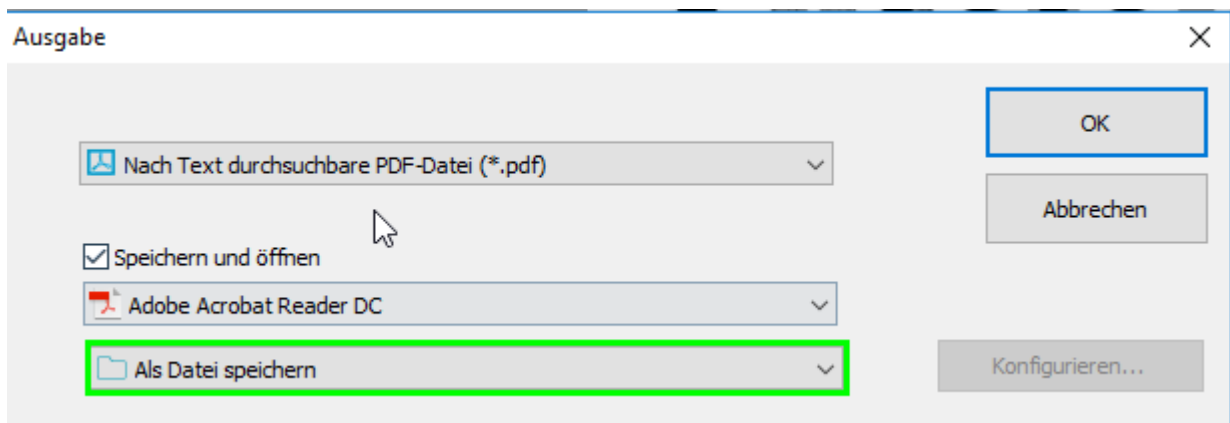 Ausgabe
OK
Nach Text durchsuchbare PDF-Datei (*.pdf)
Abbrechen
Speichern und öffnen
Adobe Acrobat Reader DC
Als Datei speichern
Konfigurieren...